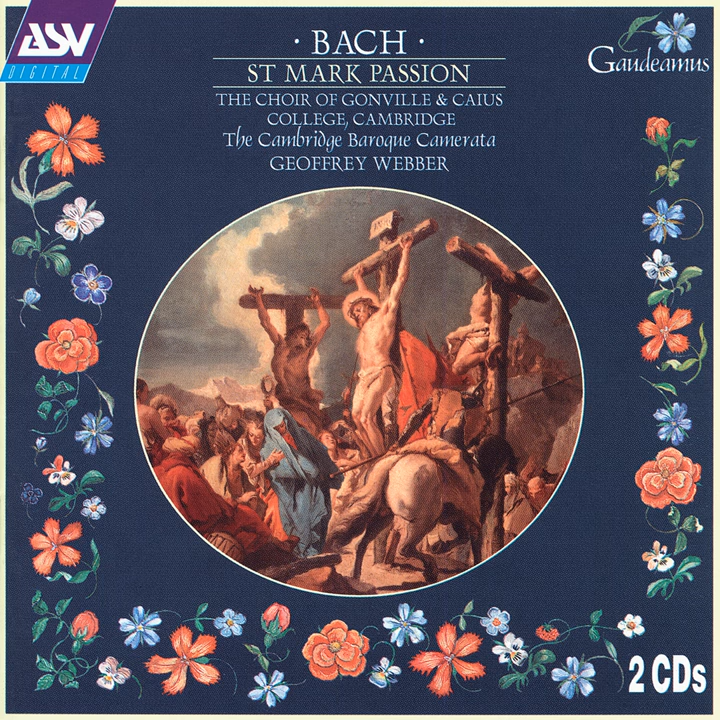 ASV
DIGITAL
· BACH ·
ST MARK PASSION
THE CHOIR OF GONVILLE & CAIUS
COLLEGE, CAMBRIDGE
The Cambridge Baroque Camerata
GEOFFREY WEBBER
Gaudeamus
2 CDs